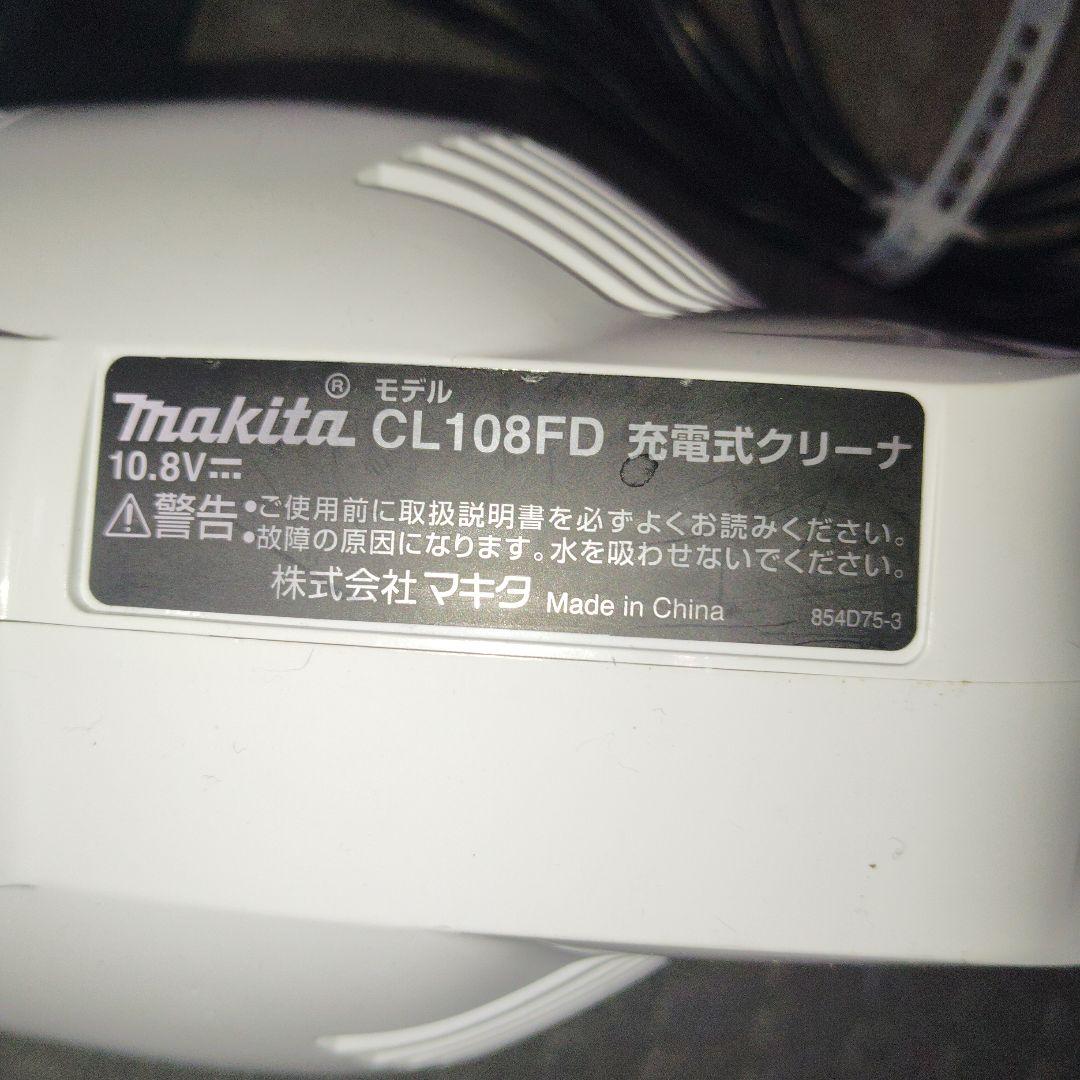 makita® モデル CL108FD 充電式クリーナ
10.8V⎓
⚠警告 •ご使用前に取扱説明書を必ずよくお読みください。
•故障の原因になります。水を吸わせないでください。
株式会社マキタ Made in China 854D75-3